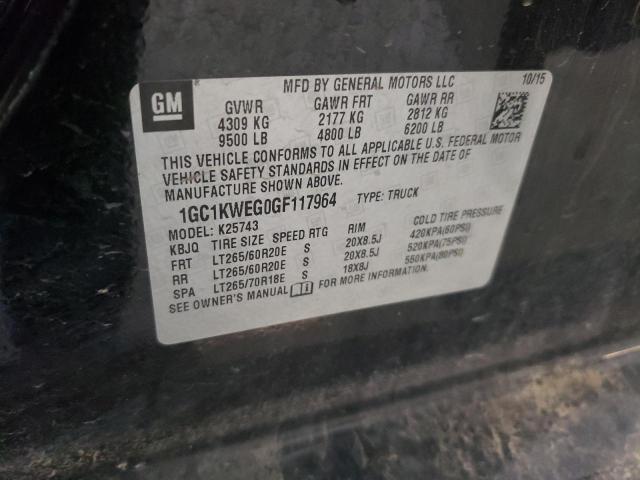 GM
MFD BY GENERAL MOTORS LLC 10/15
GVWR GAWR FRT GAWR RR
4309 KG 2177 KG 2812 KG
9500 LB 4800 LB 6200 LB
THIS VEHICLE CONFORMS TO ALL APPLICABLE U.S. FEDERAL MOTOR
VEHICLE SAFETY STANDARDS IN EFFECT ON THE DATE OF
MANUFACTURE SHOWN ABOVE.
1GC1KWEG0GF117964 TYPE: TRUCK
MODEL: K25743
KBJQ TIRE SIZE SPEED RTG RIM COLD TIRE PRESSURE
FRT LT265/60R20E S 20X8.5J 420KPA(60PSI)
RR LT265/60R20E S 20X8.5J 520KPA(75PSI)
SPA LT265/70R18E S 18X8J 550KPA(80PSI)
SEE OWNER'S MANUAL FOR MORE INFORMATION.